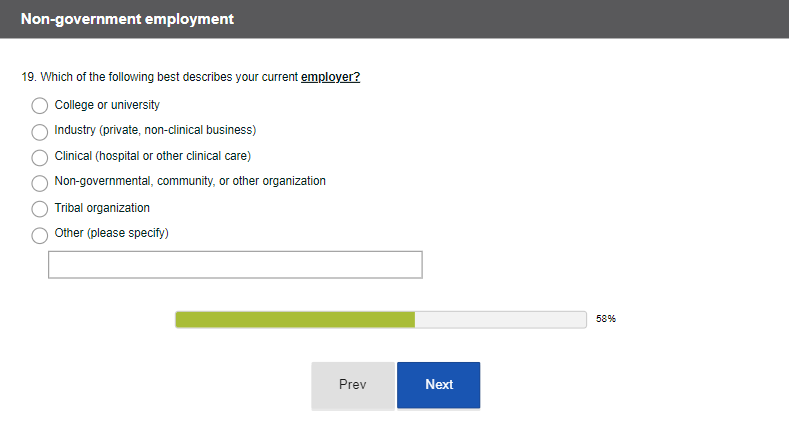 Non-government employment
19. Which of the following best describes your current employer?
College or university
Industry (private, non-clinical business)
Clinical (hospital or other clinical care)
Non-governmental, community, or other organization
Tribal organization
Other (please specify)
58%
Prev
Next